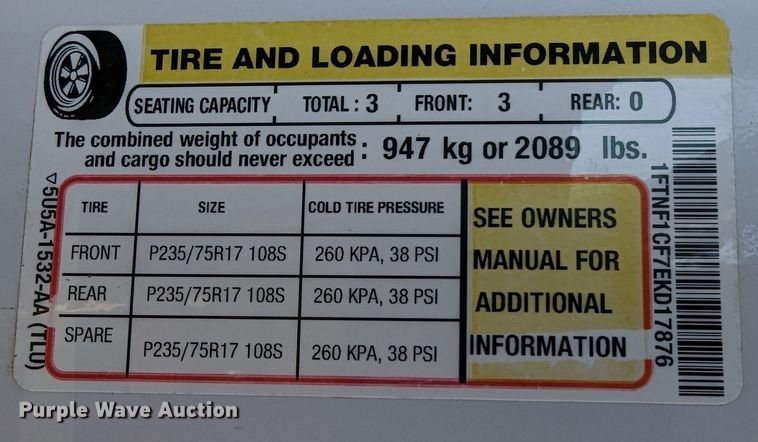 TIRE AND LOADING INFORMATION
SEATING CAPACITY TOTAL : 3 FRONT: 3 REAR: 0
The combined weight of occupants
and cargo should never exceed : 947 kg or 2089 lbs.
TIRE SIZE COLD TIRE PRESSURE
FRONT P235/75R17 108S 260 KPA, 38 PSI
REAR P235/75R17 108S 260 KPA, 38 PSI
SPARE P235/75R17 108S 260 KPA, 38 PSI
SEE OWNERS
MANUAL FOR
ADDITIONAL
INFORMATION
5U5A-1532-AA (TLU)
1FTNF1CF7EKD17876
Purple Wave Auction